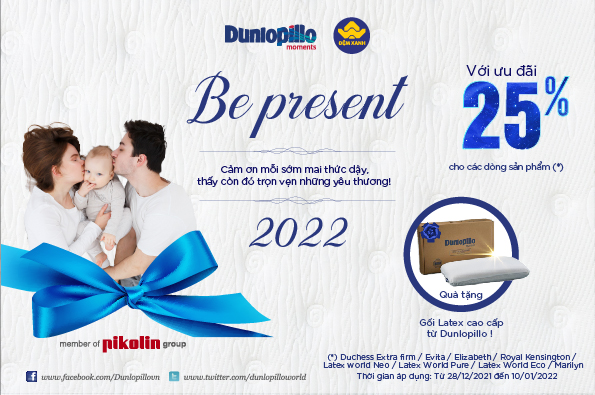 Dunlopillo
moments
ĐỆM XANH
Be present
Cảm ơn mỗi sớm mai thức dậy,
thấy còn đó trọn vẹn những yêu thương!
2022
Với ưu đãi
25%
cho các dòng sản phẩm (*)
Dunlopillo
Quà tặng
Gối Latex cao cấp
từ Dunlopillo !
member of pikolin group
(*) Duchess Extra firm / Evita / Elizabeth / Royal Kensington /
Latex world Neo / Latex World Pure / Latex World Eco / Marilyn
Thời gian áp dụng: Từ 28/12/2021 đến 10/01/2022
www.facebook.com/Dunlopillovn
www.twitter.com/dunlopilloworld